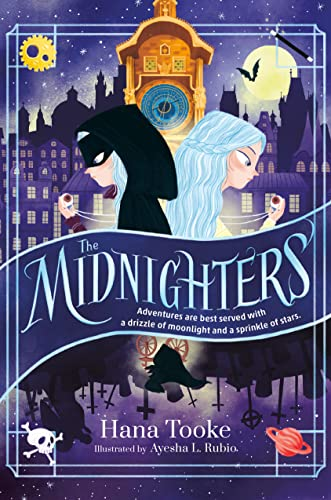 The
MIDNIGHTERS
Adventures are best served with
a drizzle of moonlight and a sprinkle of stars.
Hana Tooke
Illustrated by Ayesha L. Rubio